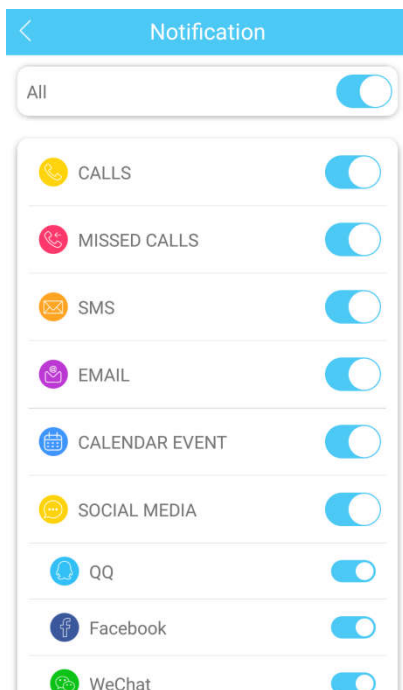 Notification
All
CALLS
MISSED CALLS
SMS
EMAIL
CALENDAR EVENT
SOCIAL MEDIA
QQ
Facebook
WeChat